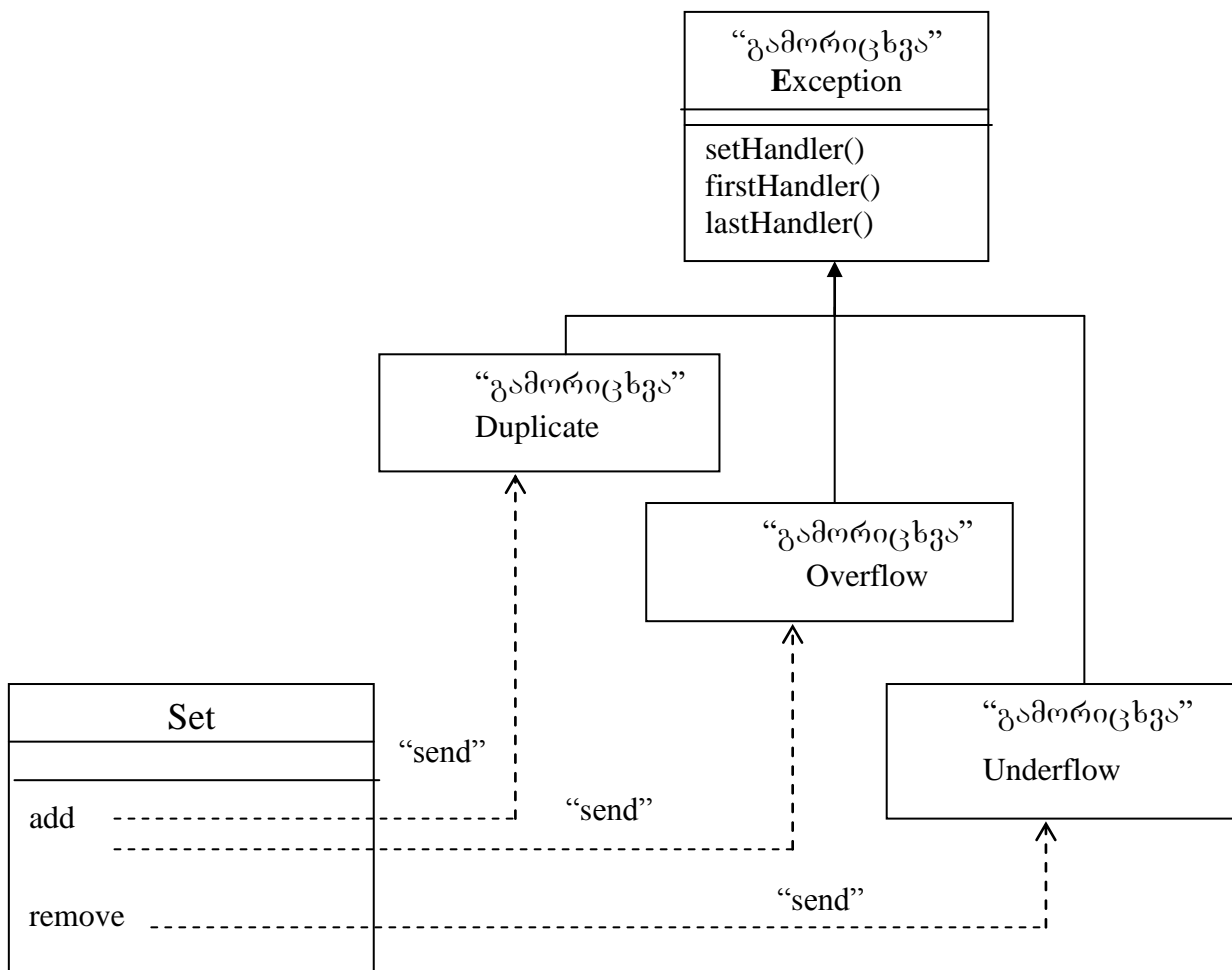 “გამორიცხვა”
Exception
setHandler()
firstHandler()
lastHandler()
“გამორიცხვა”
Duplicate
“გამორიცხვა”
Overflow
“გამორიცხვა”
Underflow
Set
“send”
add
“send”
remove
“send”